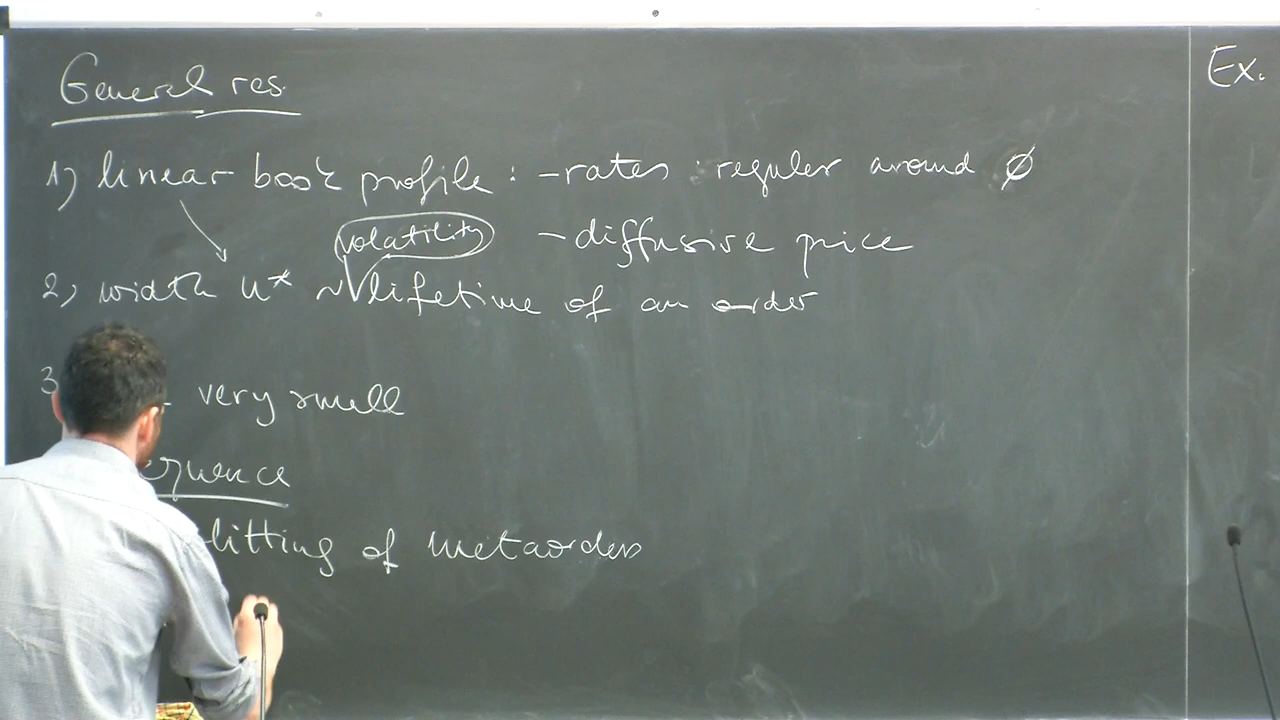 General res.
Ex.
1) linear book profile : - rates : regular around ∅
volatility - diffusive price
2) width u* ~ √lifetime of an order
3 very small
quence
litting of metaorders